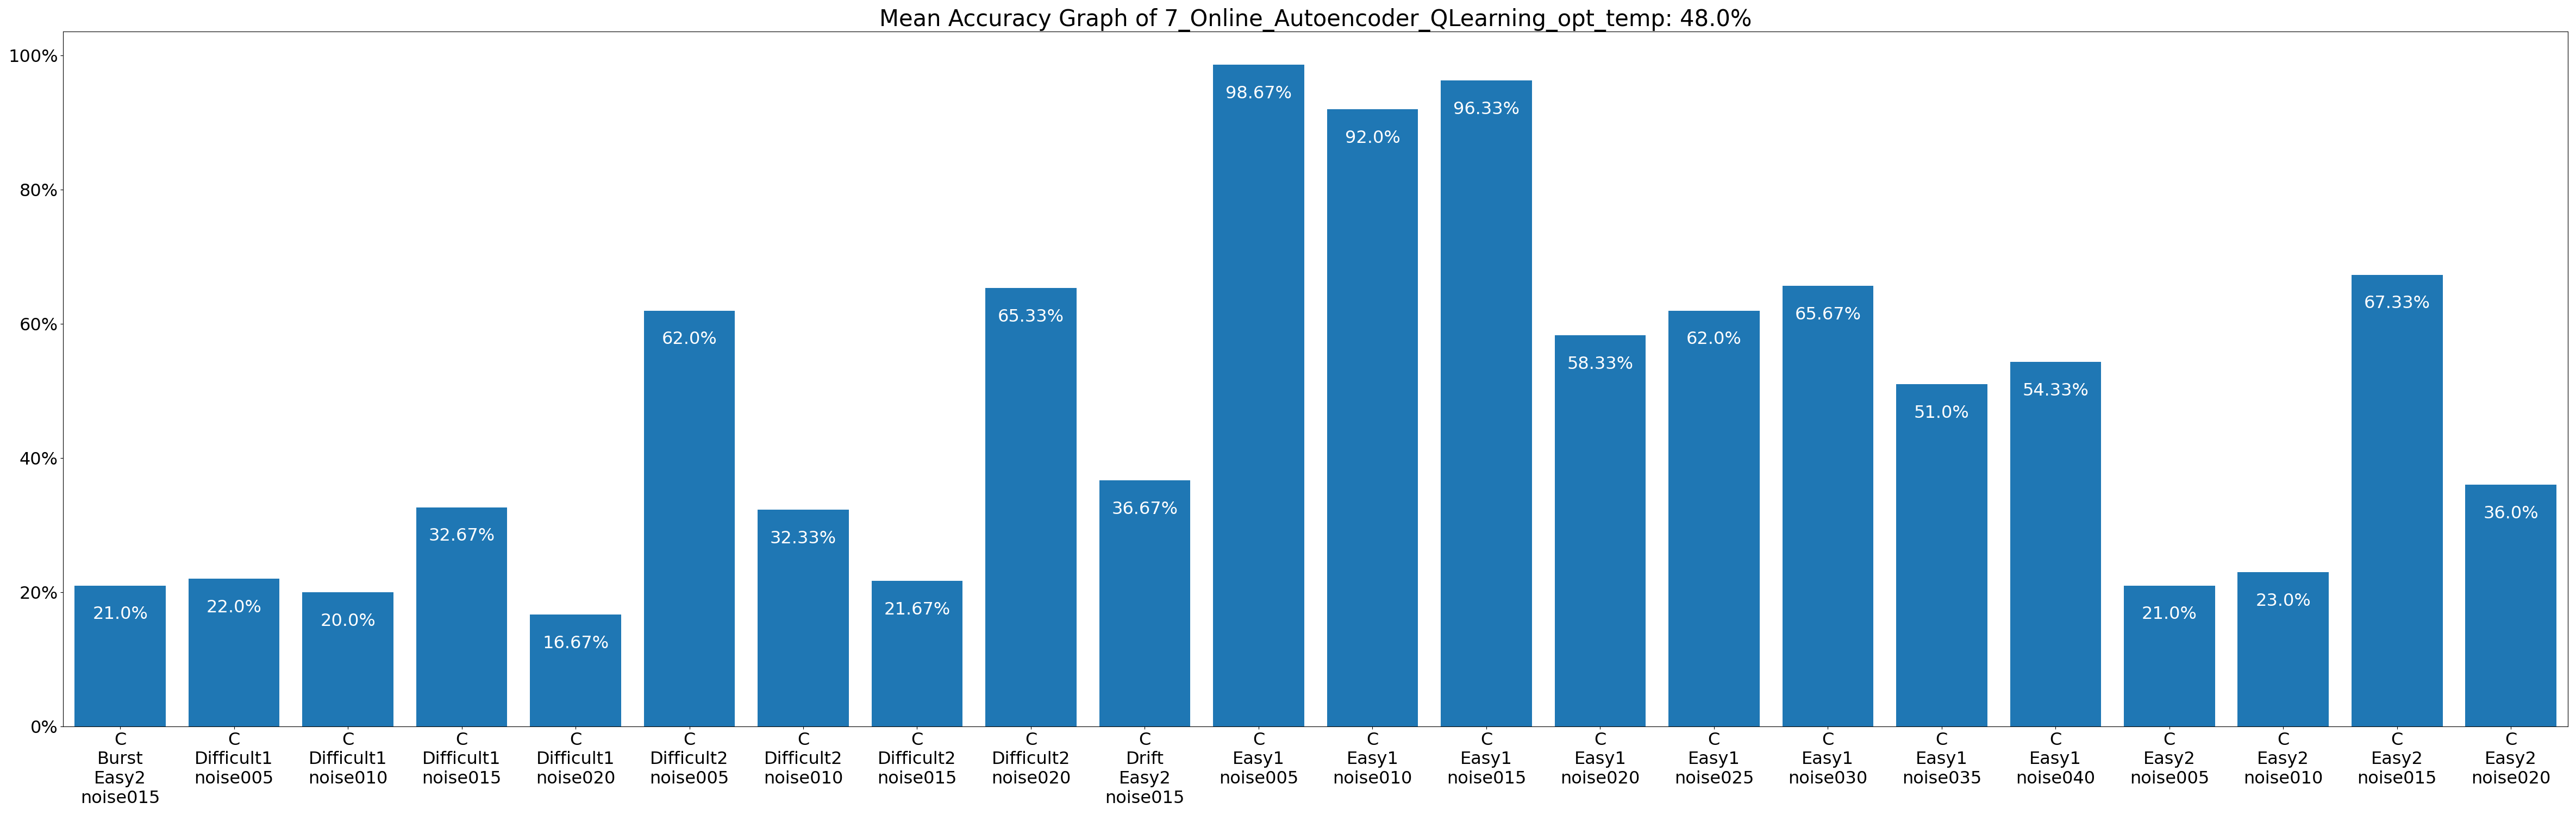 Mean Accuracy Graph of 7_Online_Autoencoder_QLearning_opt_temp: 48.0%
100%
80%
60%
40%
20%
0%
21.0%
22.0%
20.0%
32.67%
16.67%
62.0%
32.33%
21.67%
65.33%
36.67%
98.67%
92.0%
96.33%
58.33%
62.0%
65.67%
51.0%
54.33%
21.0%
23.0%
67.33%
36.0%
C
Burst
Easy2
noise015
C
Difficult1
noise005
C
Difficult1
noise010
C
Difficult1
noise015
C
Difficult1
noise020
C
Difficult2
noise005
C
Difficult2
noise010
C
Difficult2
noise015
C
Difficult2
noise020
C
Drift
Easy2
noise015
C
Easy1
noise005
C
Easy1
noise010
C
Easy1
noise015
C
Easy1
noise020
C
Easy1
noise025
C
Easy1
noise030
C
Easy1
noise035
C
Easy1
noise040
C
Easy2
noise005
C
Easy2
noise010
C
Easy2
noise015
C
Easy2
noise020